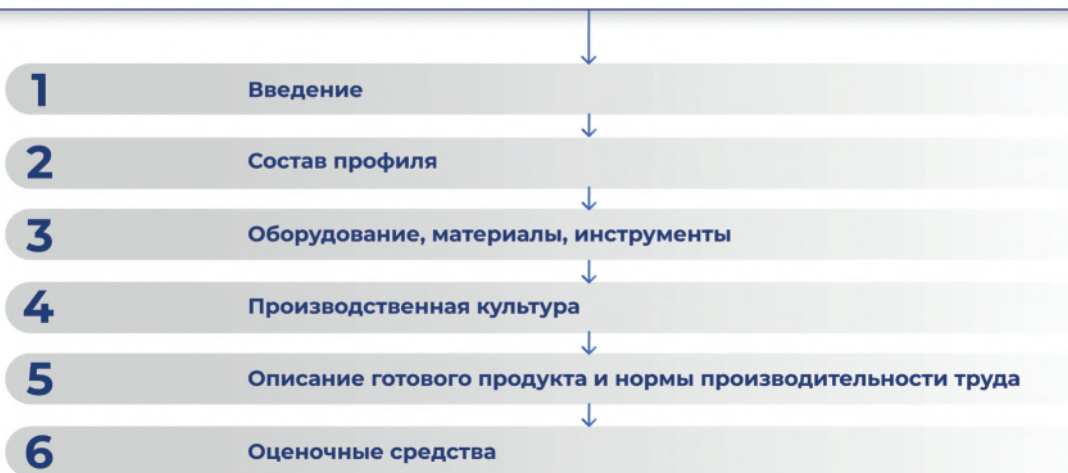 1 Введение
2 Состав профиля
3 Оборудование, материалы, инструменты
4 Производственная культура
5 Описание готового продукта и нормы производительности труда
6 Оценочные средства